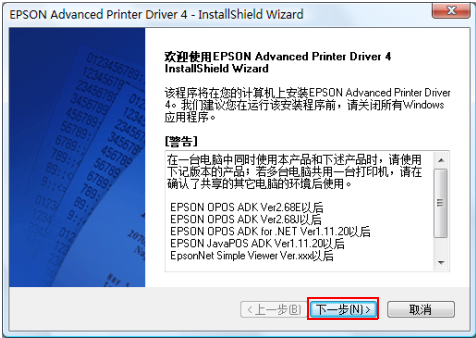 EPSON Advanced Printer Driver 4 - InstallShield Wizard
欢迎使用EPSON Advanced Printer Driver 4
InstallShield Wizard
该程序将在您的计算机上安装EPSON Advanced Printer Driver
4。我们建议您在运行该安装程序前，请关闭所有Windows
应用程序。
[警告]
在一台电脑中同时使用本产品和下述产品时，请使用
下记版本的产品；若多台电脑共用一台打印机，请在
确认了共享的其它电脑的环境后使用。
EPSON OPOS ADK Ver2.68E以后
EPSON OPOS ADK Ver2.68J以后
EPSON OPOS ADK for .NET Ver1.11.20以后
EPSON JavaPOS ADK Ver1.11.20以后
EpsonNet Simple Viewer Ver.xxx以后
<上一步(B) 下一步(N)> 取消